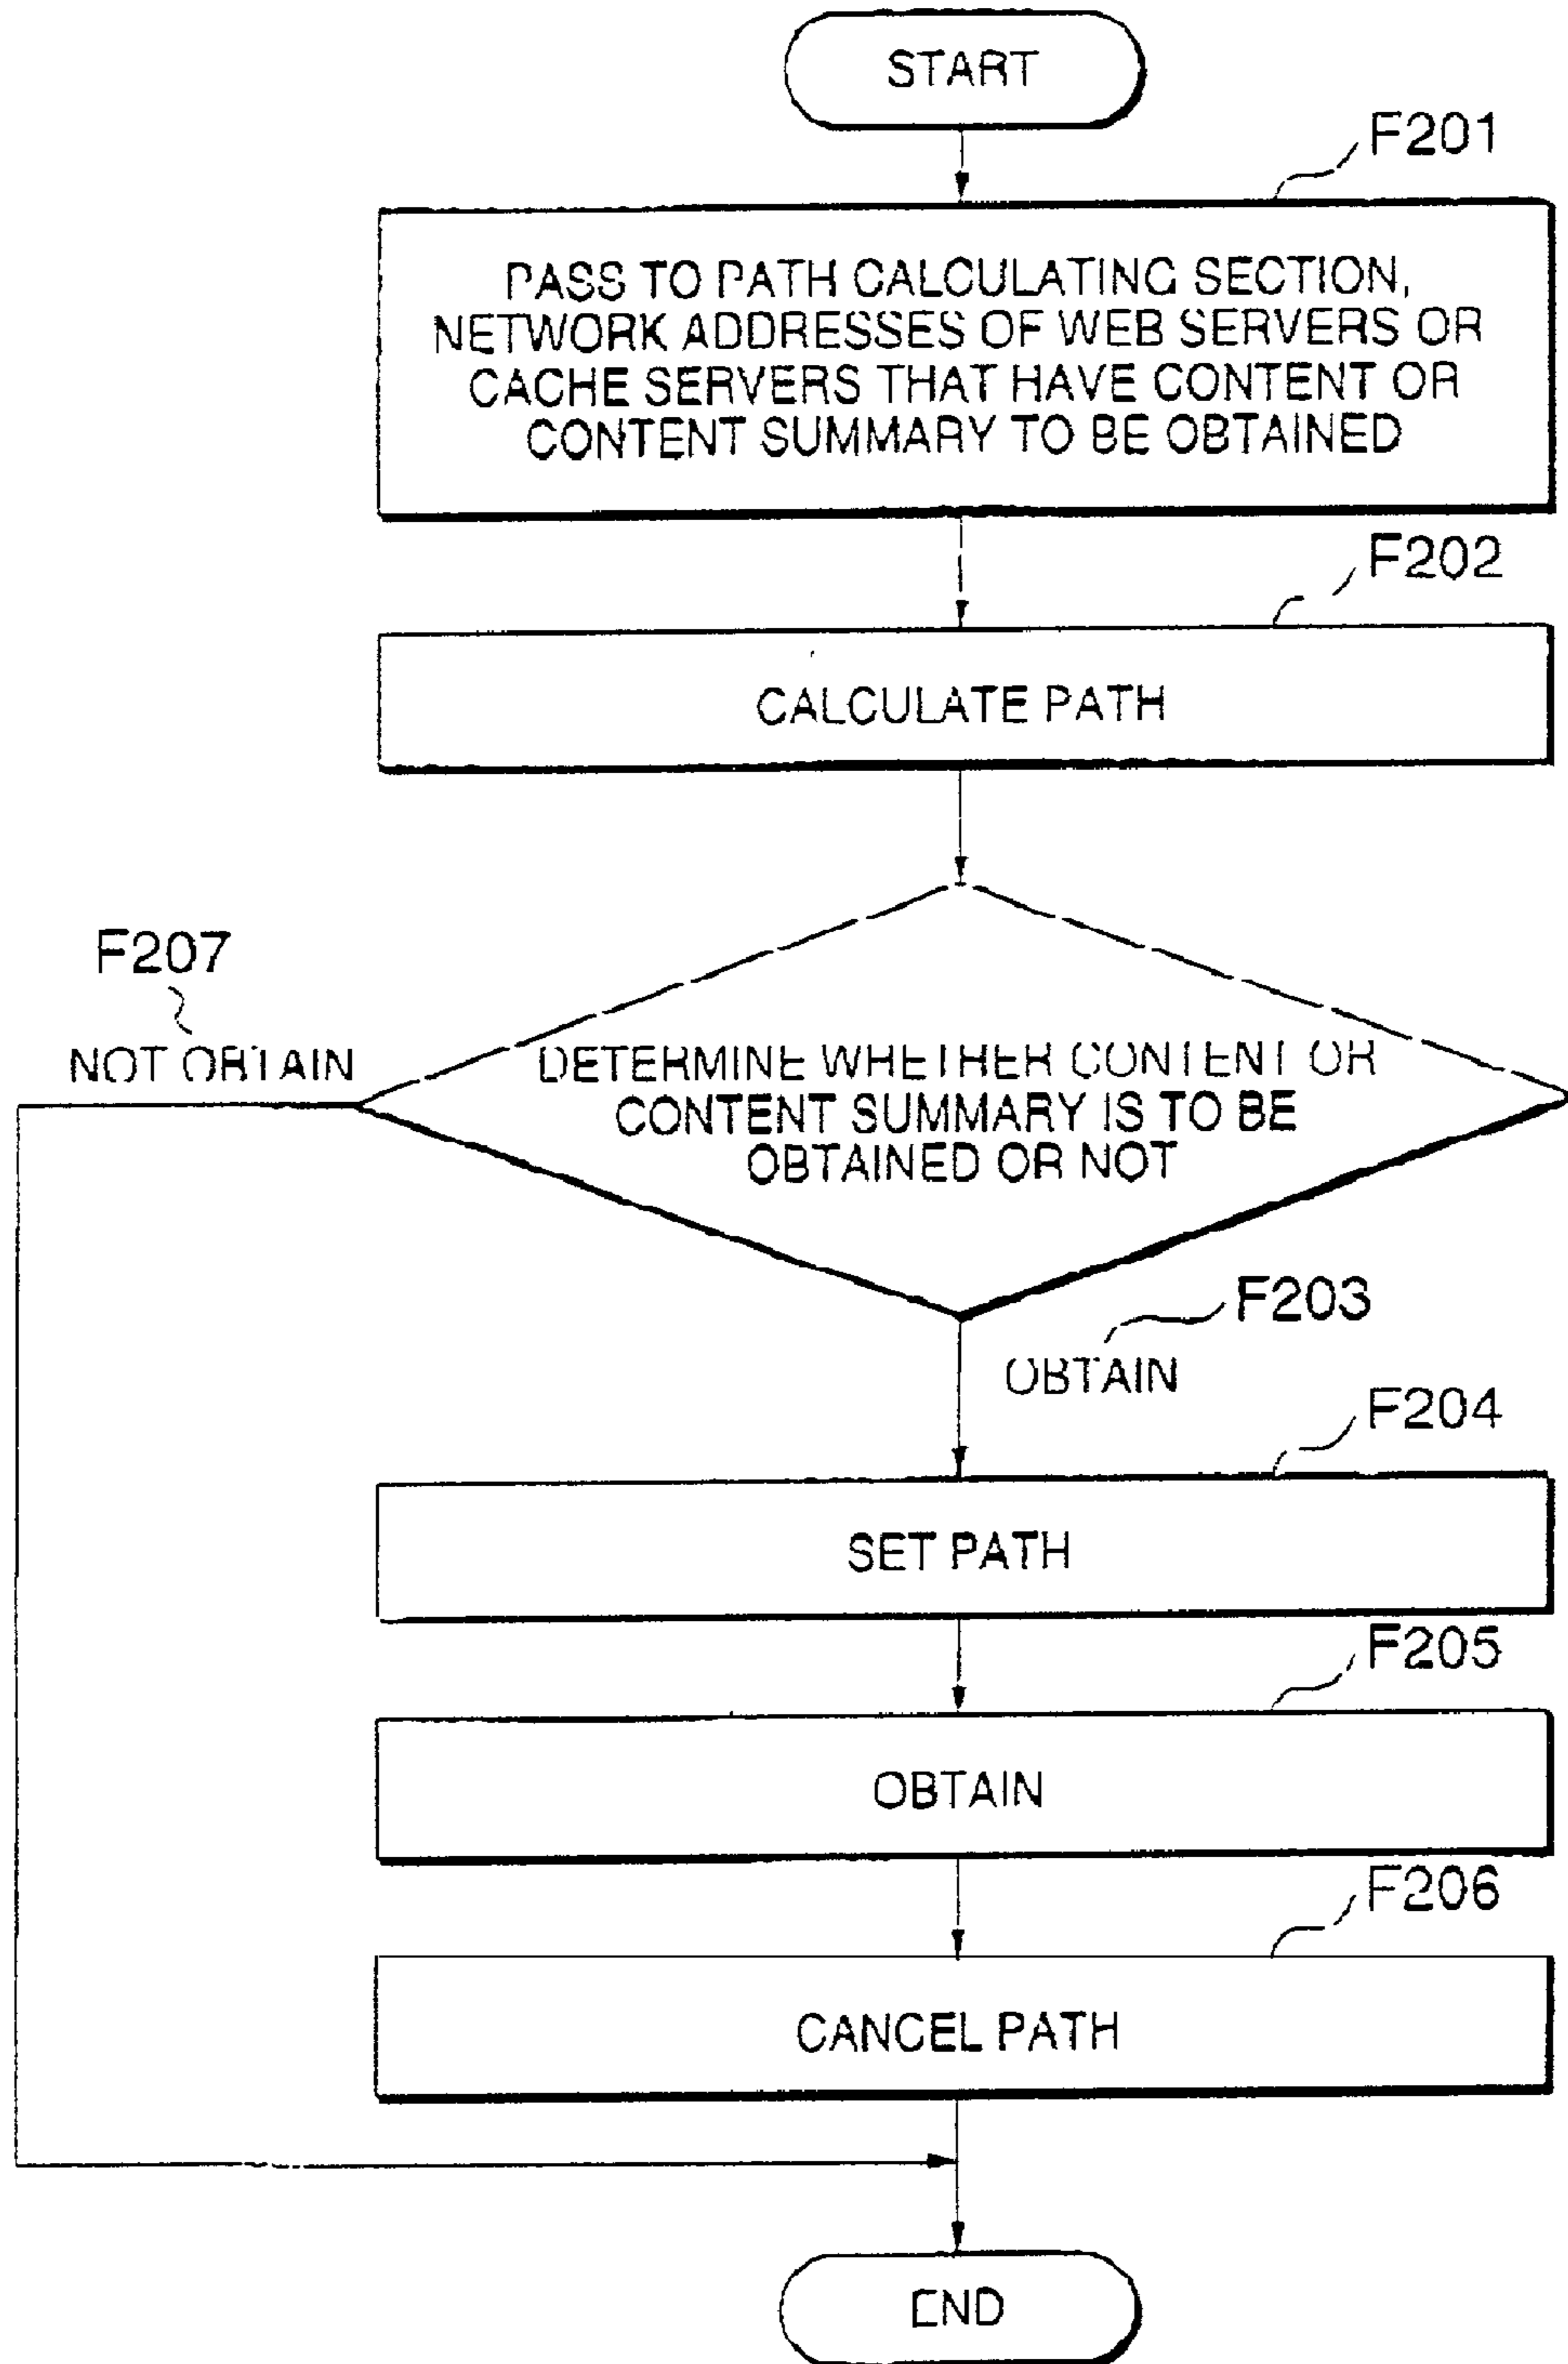 START
F201
PASS TO PATH CALCULATING SECTION,
NETWORK ADDRESSES OF WEB SERVERS OR
CACHE SERVERS THAT HAVE CONTENT OR
CONTENT SUMMARY TO BE OBTAINED
F202
CALCULATE PATH
F207
NOT OBTAIN
DETERMINE WHETHER CONTENT OR
CONTENT SUMMARY IS TO BE
OBTAINED OR NOT
F203
OBTAIN
F204
SET PATH
F205
OBTAIN
F206
CANCEL PATH
END